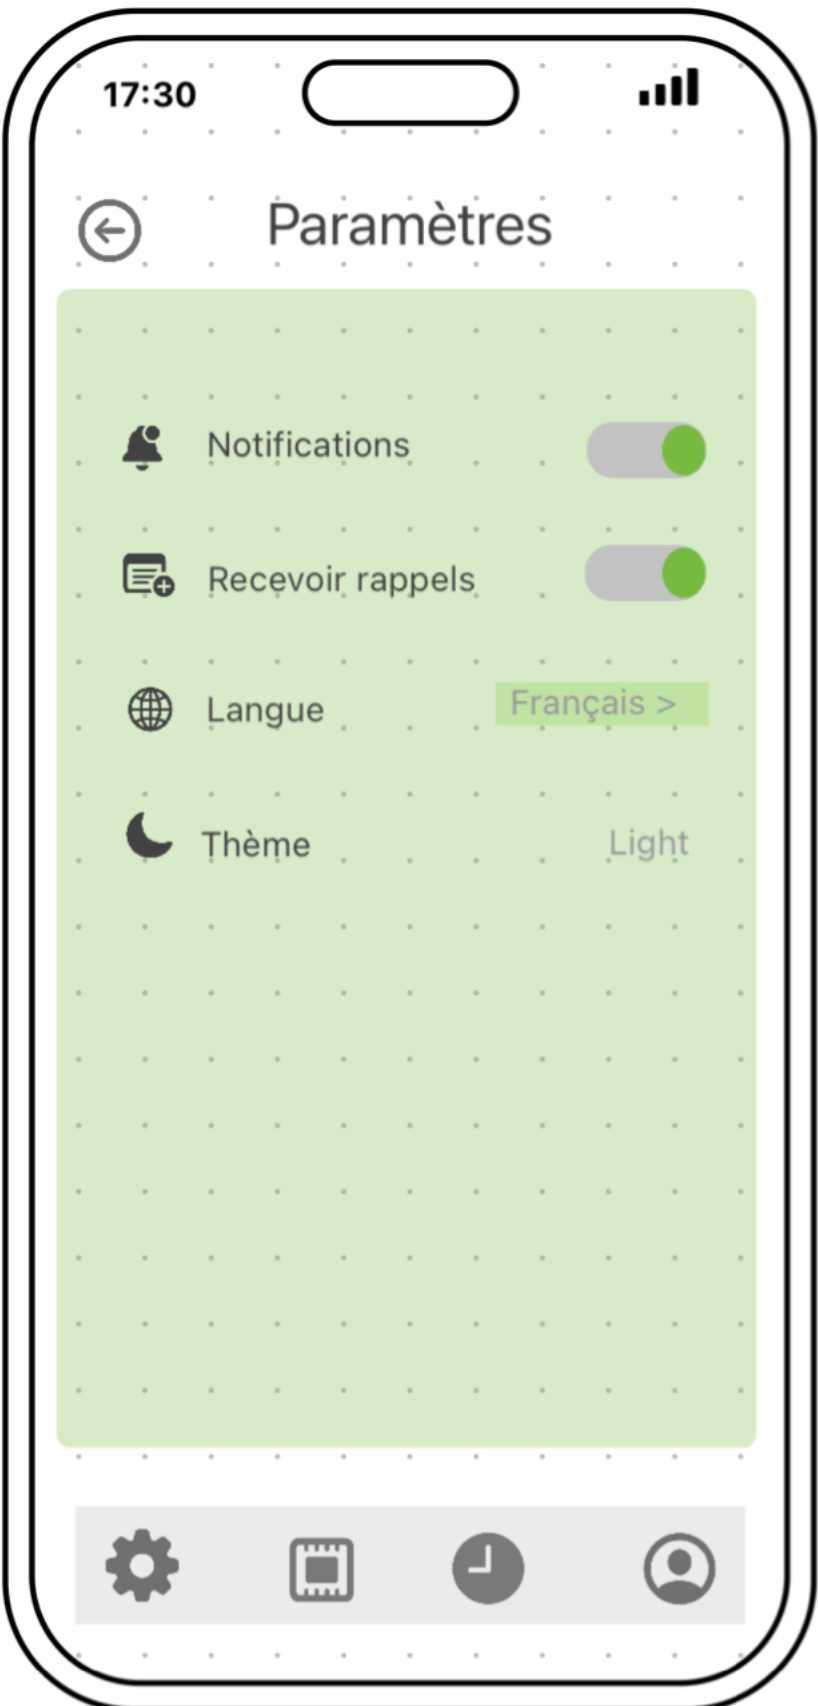 17:30
Paramètres
Notifications
Recevoir rappels
Langue
Français >
Thème
Light